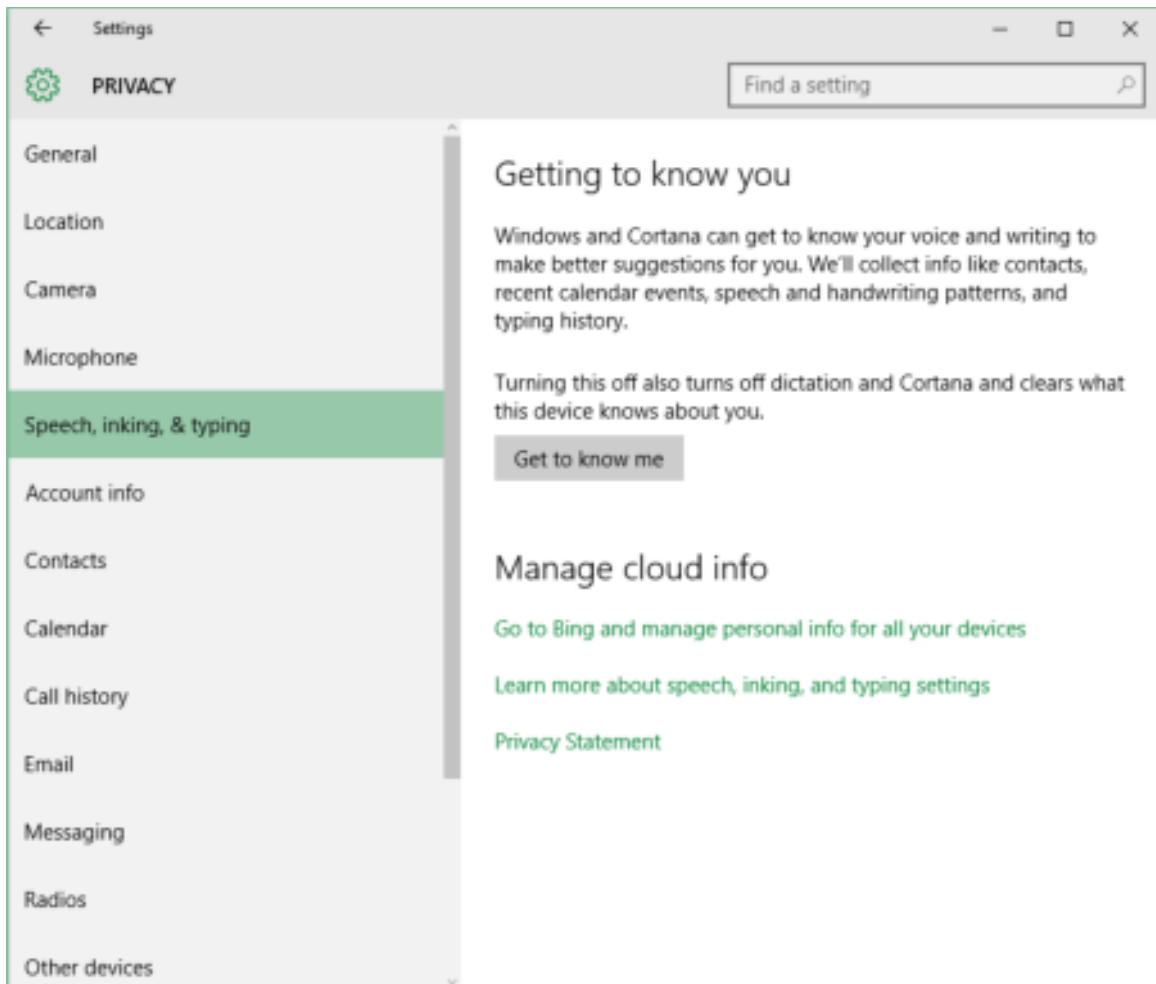 Settings
PRIVACY
Find a setting
General
Location
Camera
Microphone
Speech, inking, & typing
Account info
Contacts
Calendar
Call history
Email
Messaging
Radios
Other devices
Getting to know you
Windows and Cortana can get to know your voice and writing to
make better suggestions for you. We'll collect info like contacts,
recent calendar events, speech and handwriting patterns, and
typing history.
Turning this off also turns off dictation and Cortana and clears what
this device knows about you.
Get to know me
Manage cloud info
Go to Bing and manage personal info for all your devices
Learn more about speech, inking, and typing settings
Privacy Statement